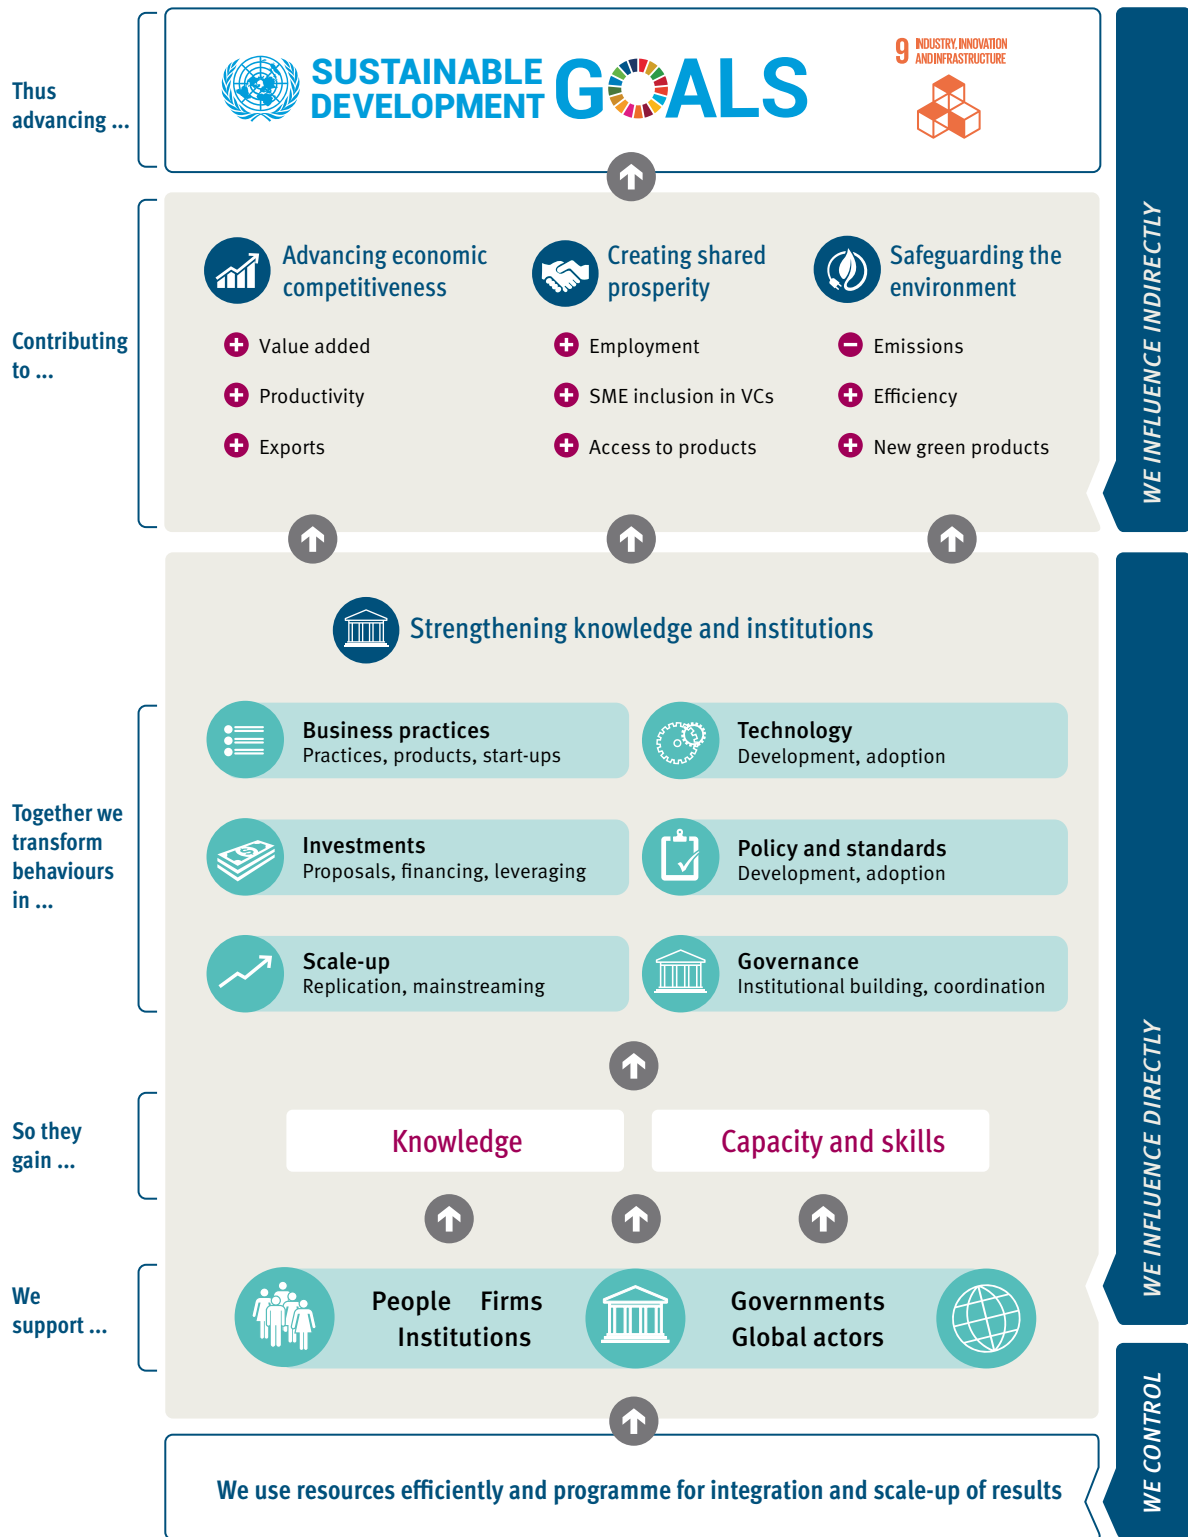 Thus
advancing ...
SUSTAINABLE
DEVELOPMENT
GOALS
9 INDUSTRY, INNOVATION
AND INFRASTRUCTURE
Contributing
to ...
Advancing economic
competitiveness
Value added
Productivity
Exports
Creating shared
prosperity
Employment
SME inclusion in VCs
Access to products
Safeguarding the
environment
Emissions
Efficiency
New green products
WE INFLUENCE INDIRECTLY
Strengthening knowledge and institutions
Together we
transform
behaviours
in ...
Business practices
Practices, products, start-ups
Technology
Development, adoption
Investments
Proposals, financing, leveraging
Policy and standards
Development, adoption
Scale-up
Replication, mainstreaming
Governance
Institutional building, coordination
So they
gain ...
Knowledge
Capacity and skills
We
support ...
People Firms
Institutions
Governments
Global actors
WE INFLUENCE DIRECTLY
We use resources efficiently and programme for integration and scale-up of results
WE CONTROL